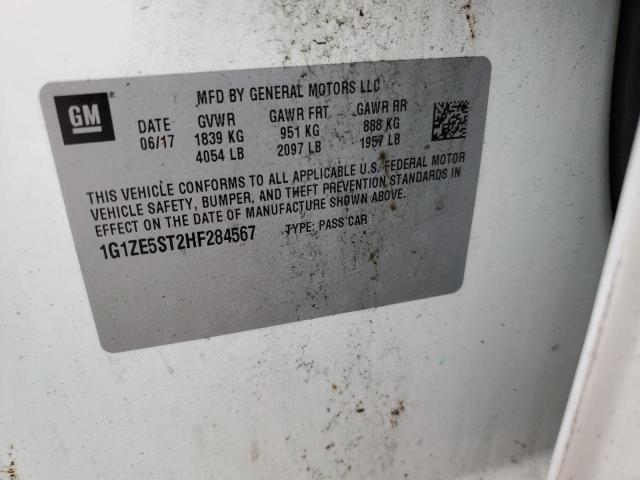 GM
MFD BY GENERAL MOTORS LLC
DATE GVWR GAWR FRT GAWR RR
06/17 1839 KG 951 KG 888 KG
4054 LB 2097 LB 1957 LB
THIS VEHICLE CONFORMS TO ALL APPLICABLE U.S. FEDERAL MOTOR
VEHICLE SAFETY, BUMPER, AND THEFT PREVENTION STANDARDS IN
EFFECT ON THE DATE OF MANUFACTURE SHOWN ABOVE.
1G1ZE5ST2HF284567 TYPE: PASS CAR